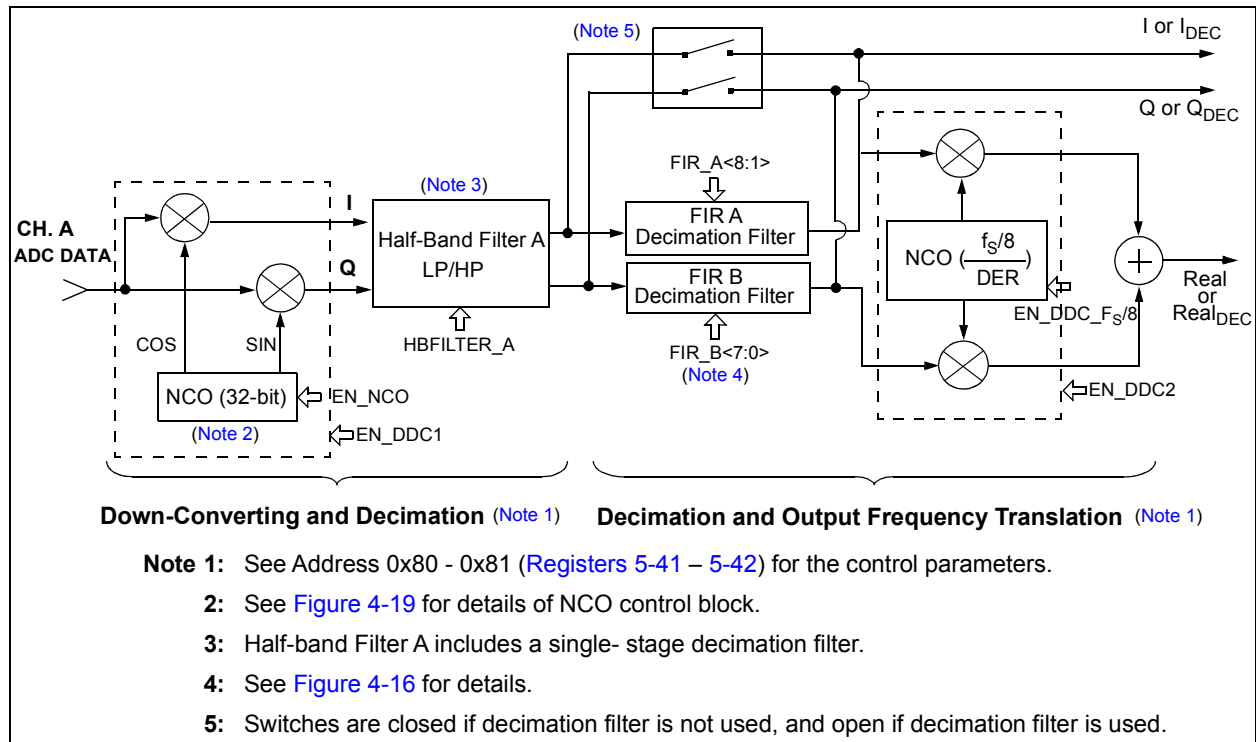 (Note 5)
I or I_DEC
Q or Q_DEC
FIR_A<8:1>
(Note 3)
CH. A
ADC DATA
I
Q
Half-Band Filter A
LP/HP
FIR A
Decimation Filter
FIR B
Decimation Filter
NCO (f_S/8 / DER)
Real
or
Real_DEC
EN_DDC_F_S/8
COS
SIN
HBFILTER_A
FIR_B<7:0>
(Note 4)
NCO (32-bit)
EN_NCO
EN_DDC2
(Note 2)
EN_DDC1
Down-Converting and Decimation (Note 1)
Decimation and Output Frequency Translation (Note 1)
Note 1: See Address 0x80 - 0x81 (Registers 5-41 – 5-42) for the control parameters.
2: See Figure 4-19 for details of NCO control block.
3: Half-band Filter A includes a single- stage decimation filter.
4: See Figure 4-16 for details.
5: Switches are closed if decimation filter is not used, and open if decimation filter is used.